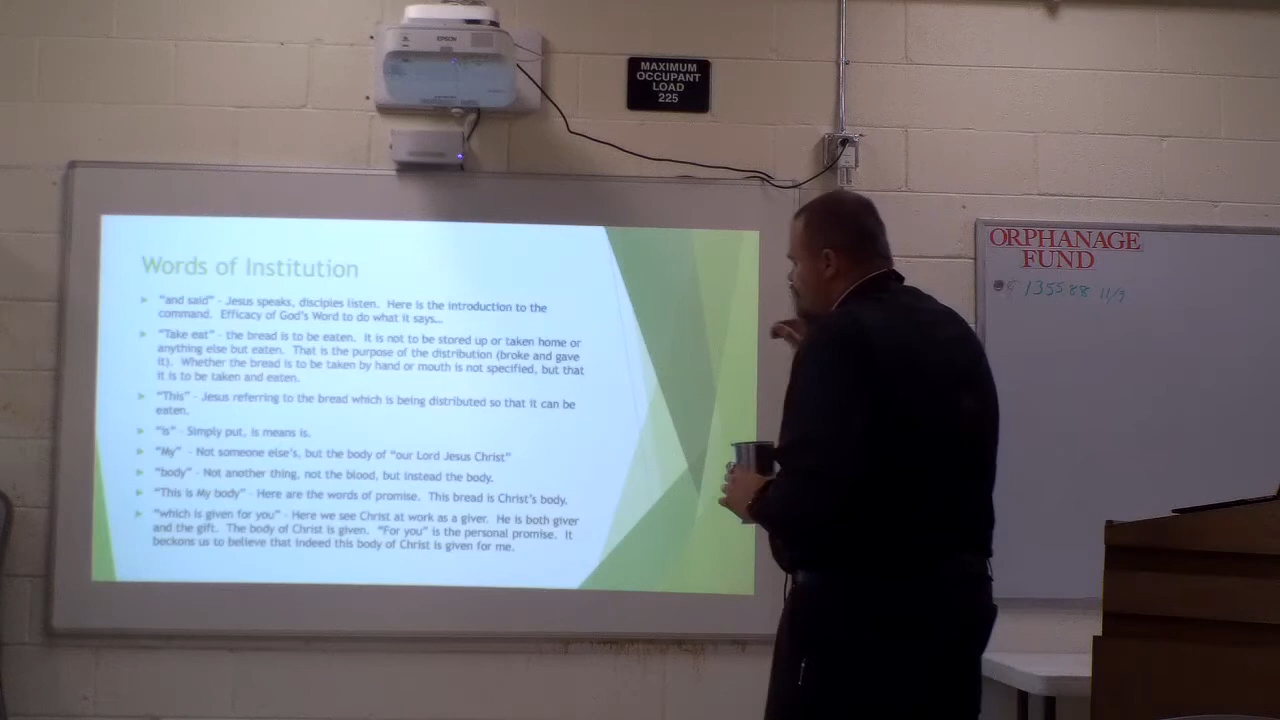 EPSON
MAXIMUM
OCCUPANT
LOAD
225
Words of Institution
"and said" - Jesus speaks, disciples listen. Here is the introduction to the
command. Efficacy of God's Word to do what it says...
"Take eat" - the bread is to be eaten. It is not to be stored up or taken home or
anything else but eaten. That is the purpose of the distribution (broke and gave
it). Whether the bread is to be taken by hand or mouth is not specified, but that
it is to be taken and eaten.
"This" - Jesus referring to the bread which is being distributed so that it can be
eaten.
"is" - Simply put, is means is.
"My" - Not someone else's, but the body of "our Lord Jesus Christ"
"body" - Not another thing, not the blood, but instead the body.
"This is My body" - Here are the words of promise. This bread is Christ's body.
"which is given for you" - Here we see Christ at work as a giver. He is both giver
and the gift. The body of Christ is given. "For you" is the personal promise. It
beckons us to believe that indeed this body of Christ is given for me.
ORPHANAGE
FUND
135588 11/9